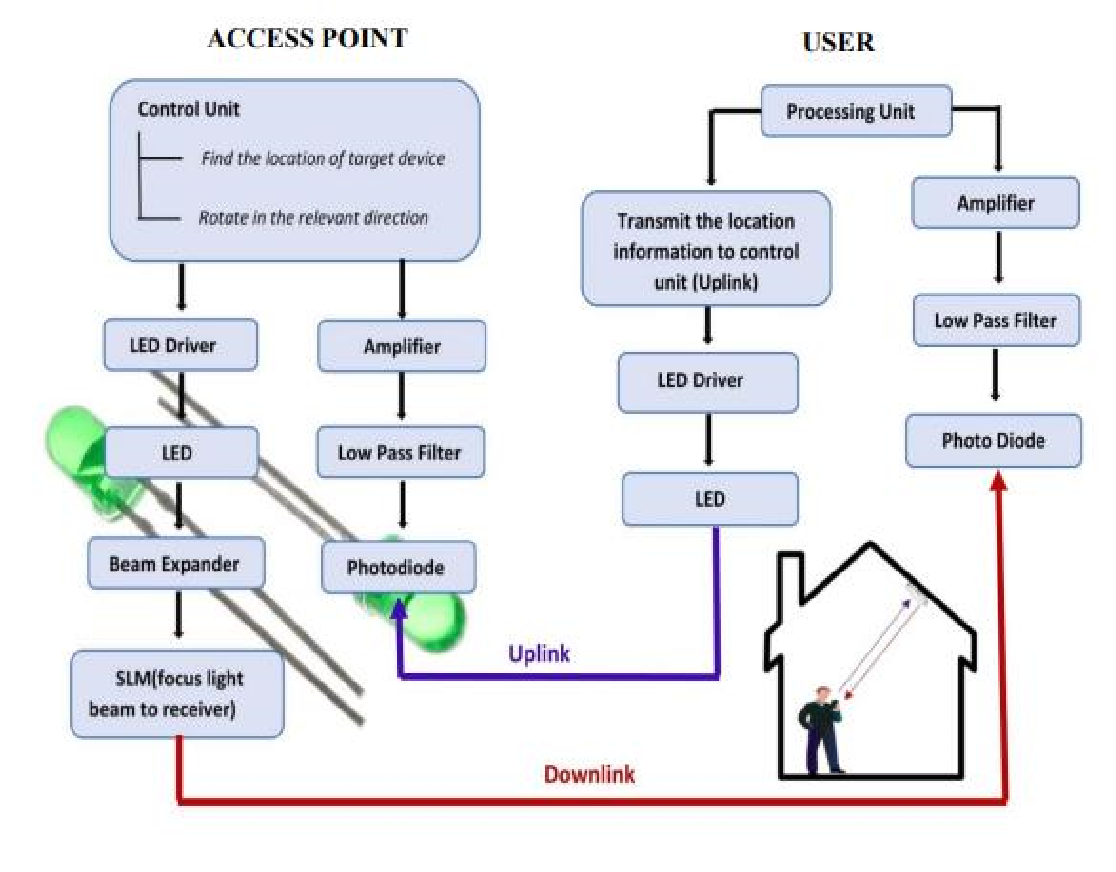 ACCESS POINT
Control Unit
Find the location of target device
Rotate in the relevant direction
LED Driver
Amplifier
LED
Low Pass Filter
Beam Expander
Photodiode
SLM(focus light
beam to receiver)
USER
Processing Unit
Transmit the location
information to control
unit (Uplink)
Amplifier
LED Driver
Low Pass Filter
LED
Photo Diode
Uplink
Downlink